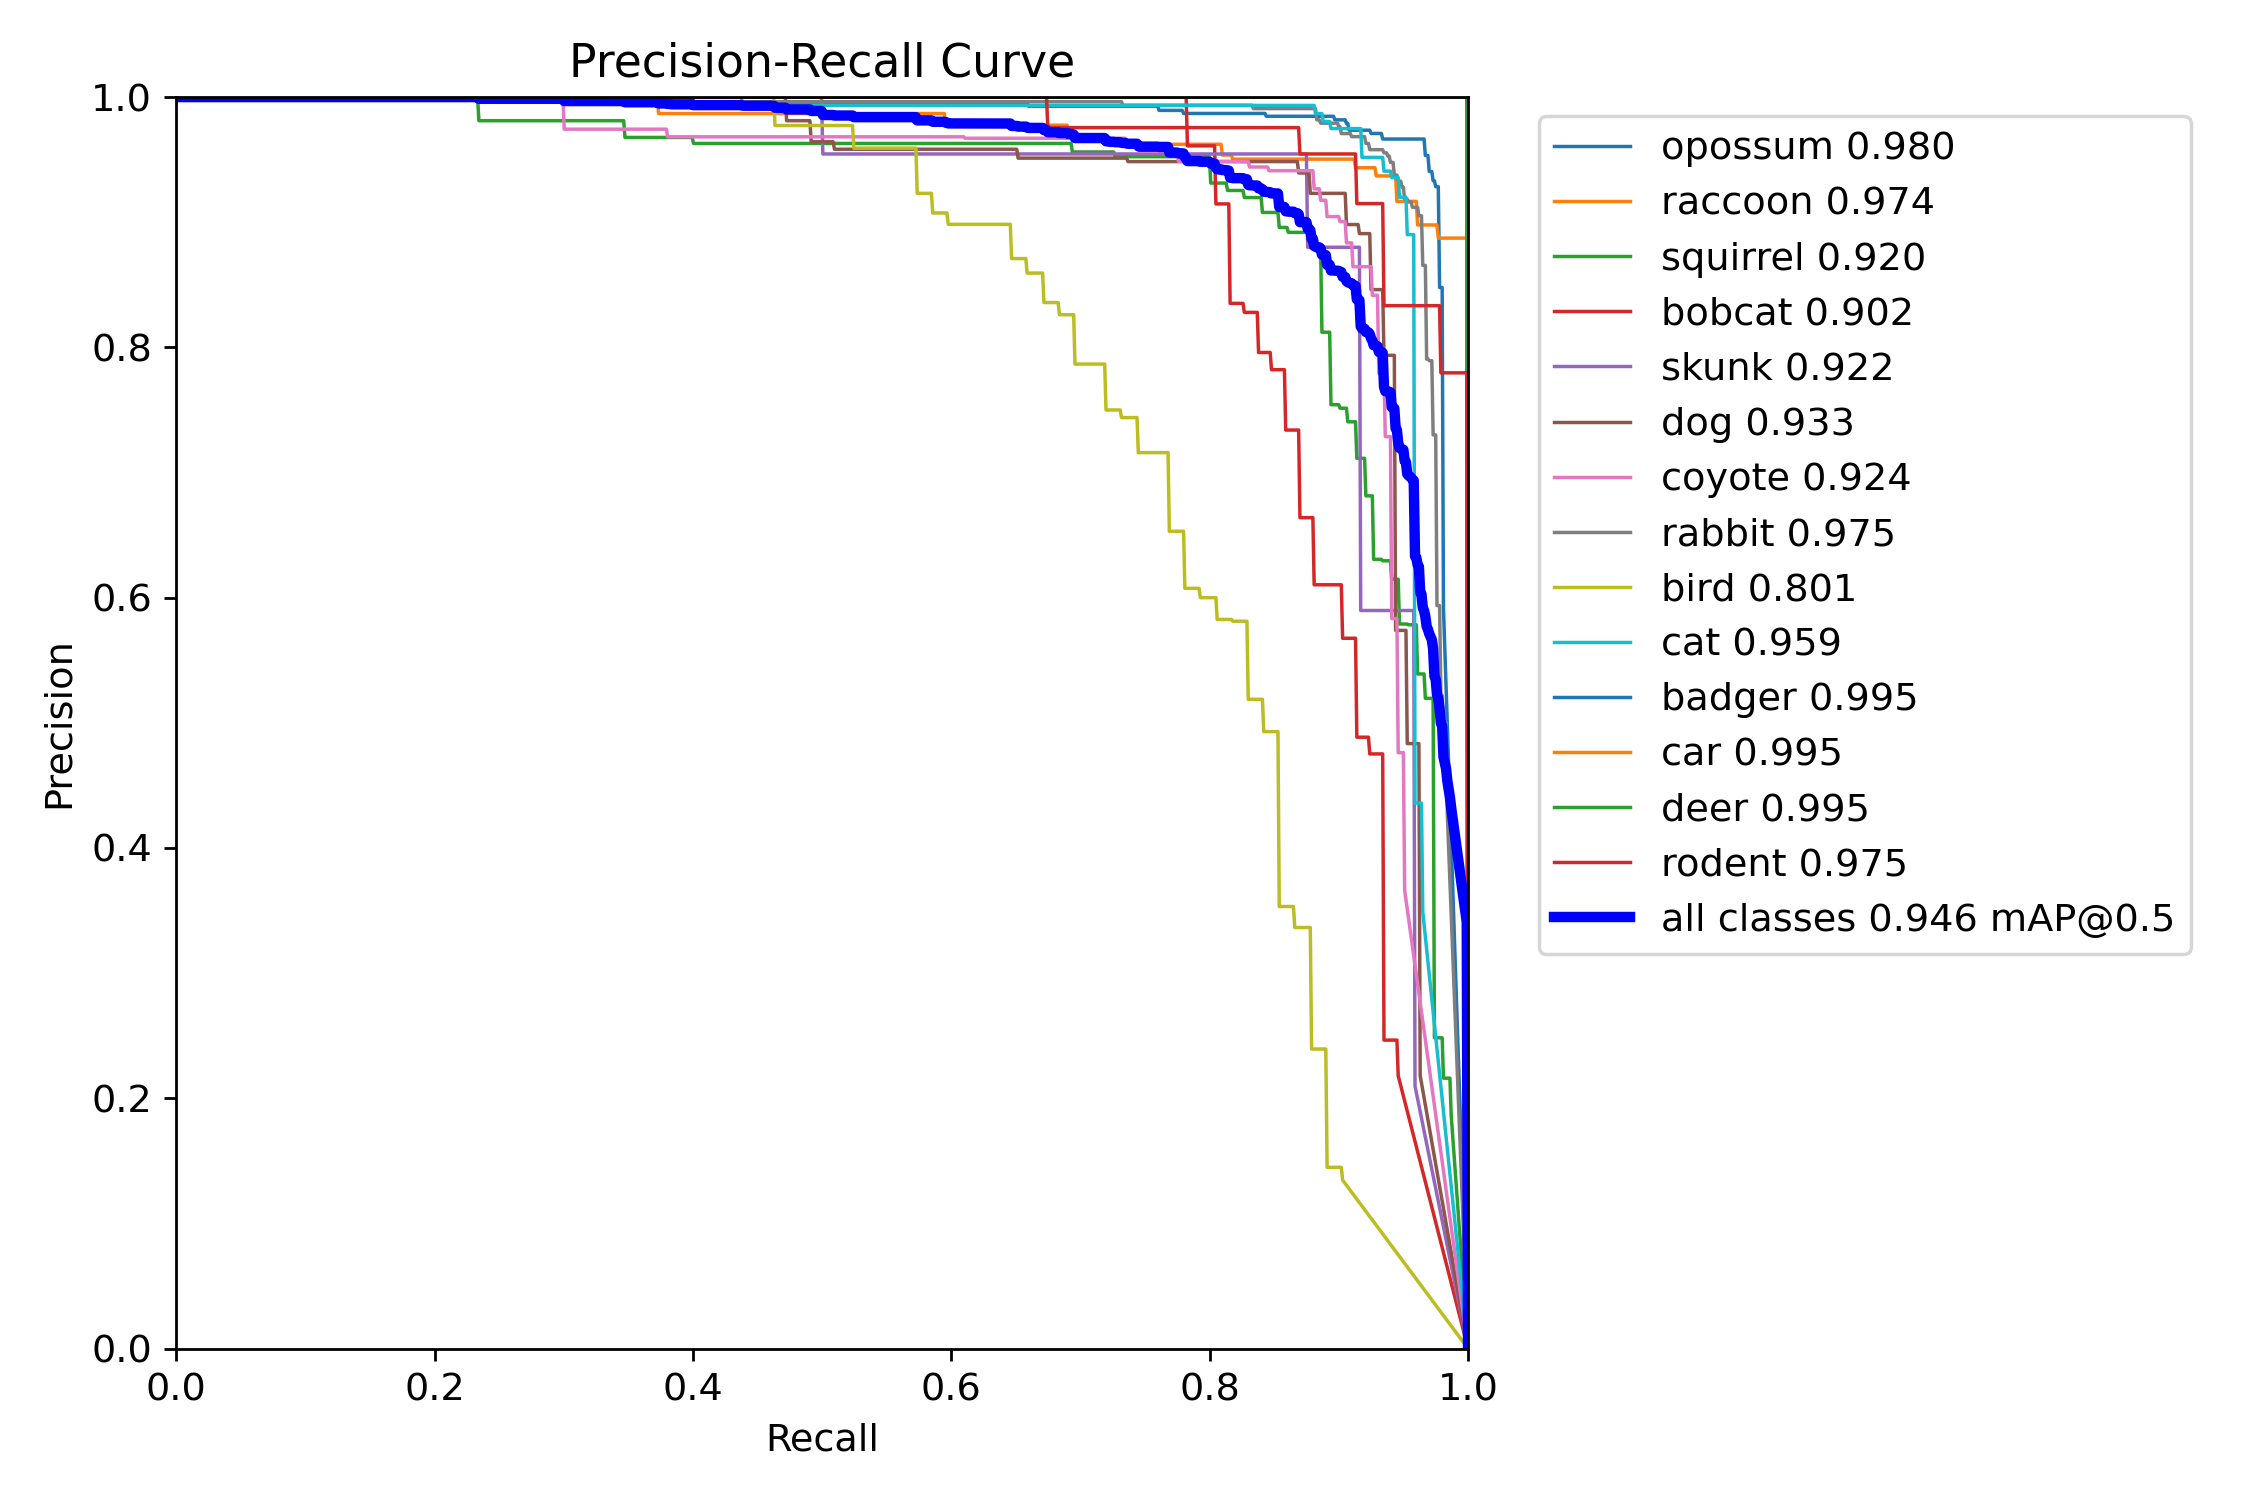 Precision-Recall Curve
1.0
0.8
0.6
0.4
0.2
0.0
Precision
0.0 0.2 0.4 0.6 0.8 1.0
Recall
opossum 0.980
raccoon 0.974
squirrel 0.920
bobcat 0.902
skunk 0.922
dog 0.933
coyote 0.924
rabbit 0.975
bird 0.801
cat 0.959
badger 0.995
car 0.995
deer 0.995
rodent 0.975
all classes 0.946 mAP@0.5